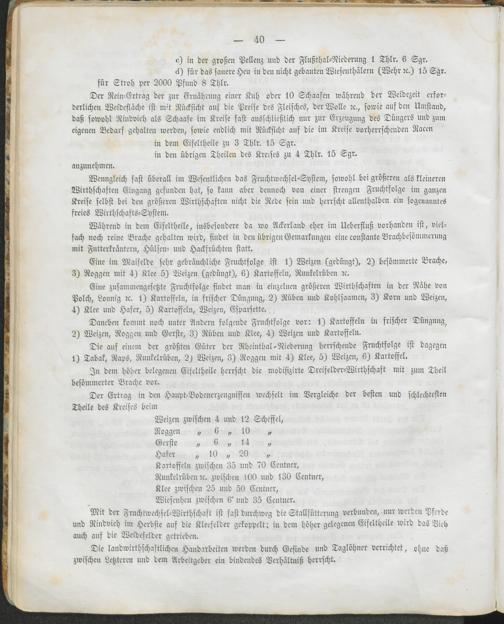 — 40 —
c) in der großen Pellenz und der Flußthal-Niederung 1 Thlr. 6 Sgr.
d) für das sauere Heu in den nicht gebauten Wiesenthälern (Wehr ꝛc.) 15 Sgr.
für Stroh per 2000 Pfund 8 Thlr.
Der Rein-Ertrag der zur Ernährung einer Kuh oder 10 Schaafen während der Weidezeit erfor-
derlichen Weidefläche ist mit Rücksicht auf die Preise des Fleisches, der Wolle ꝛc., sowie auf den Umstand,
daß sowohl Rindvieh als Schaafe im Kreise fast ausschließlich nur zur Erzeugung des Düngers und zum
eigenen Bedarf gehalten werden, sowie endlich mit Rücksicht auf die im Kreise vorherrschenden Racen
in dem Eifeltheile zu 3 Thlr. 15 Sgr.
in den übrigen Theilen des Kreises zu 4 Thlr. 15 Sgr.
anzunehmen.
Wenngleich fast überall im Wesentlichen das Fruchtwechsel-System, sowohl bei größeren als kleineren
Wirthschaften Eingang gefunden hat, so kann aber dennoch von einer strengen Fruchtfolge im ganzen
Kreise selbst bei den größeren Wirthschaften nicht die Rede sein und herrscht allenthalben ein sogenanntes
freies Wirthschafts-System.
Während in dem Eifeltheile, insbesondere da wo Ackerland eher im Ueberfluß vorhanden ist, viel-
fach noch reine Brache gehalten wird, findet in den übrigen Gemarkungen eine constante Brachbesömmerung
mit Futterkräutern, Hülsen- und Hackfrüchten statt.
Eine im Maifelde sehr gebräuchliche Fruchtfolge ist 1) Weizen (gedüngt), 2) besömmerte Brache,
3) Roggen mit 4) Klee 5) Weizen (gedüngt), 6) Kartoffeln, Runkelrüben ꝛc.
Eine zusammengesetzte Fruchtfolge findet man in einzelnen größeren Wirthschaften in der Nähe von
Polch, Lonnig ꝛc. 1) Kartoffeln, in frischer Düngung, 2) Rüben und Kohlsaamen, 3) Korn und Weizen,
4) Klee und Hafer, 5) Kartoffeln, Weizen, Esparsette.
Daneben kommt noch unter Andern folgende Fruchtfolge vor: 1) Kartoffeln in frischer Düngung,
2) Weizen, Roggen und Gerste, 3) Rüben und Klee, 4) Weizen und Kartoffeln.
Die auf einem der größten Güter der Rheinthal-Niederung herrschende Fruchtfolge ist dagegen
1) Tabak, Raps, Runkelrüben, 2) Weizen, 3) Roggen mit 4) Klee, 5) Weizen, 6) Kartoffel.
In dem höher belegenen Eifeltheile herrscht die modifizirte Dreifelder-Wirthschaft mit zum Theil
besömmerter Brache vor.
Der Ertrag in den Haupt-Bodenerzeugnissen wechselt im Vergleiche der besten und schlechtesten
Theile des Kreises beim
Weizen zwischen 4 und 12 Scheffel,
Roggen „ 6 „ 10 „
Gerste „ 6 „ 14 „
Hafer „ 10 „ 20 „
Kartoffeln zwischen 35 und 70 Centner,
Runkelrüben ꝛc. zwischen 100 und 130 Centner,
Klee zwischen 25 und 50 Centner,
Wiesenheu zwischen 6 und 35 Centner.
Mit der Fruchtwechsel-Wirthschaft ist fast durchweg die Stallfütterung verbunden, nur werden Pferde
und Rindvieh im Herbste auf die Kleefelder gekoppelt; in dem höher gelegenen Eifeltheil wird das Vieh
auch auf die Weidefelder getrieben.
Die landwirthschaftlichen Handarbeiten werden durch Gesinde und Taglöhner verrichtet, ohne daß
zwischen Letzteren und dem Arbeitgeber ein bindendes Verhältniß herrscht.